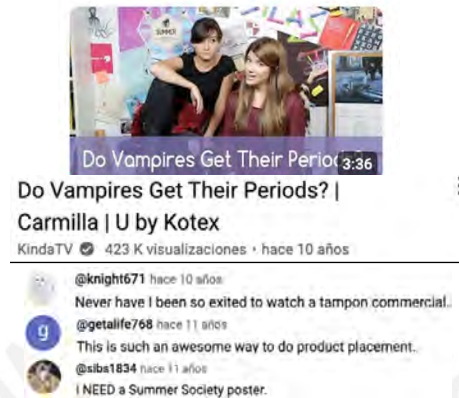 SUMMER
Do Vampires Get Their Perio
3:36
Do Vampires Get Their Periods? |
Carmilla | U by Kotex
KindaTV 423 K visualizaciones • hace 10 años
@knight671 hace 10 años
Never have I been so exited to watch a tampon commercial..
g
@getalife768 hace 11 años
This is such an awesome way to do product placement.
@sibs1834 hace 11 años
I NEED a Summer Society poster.